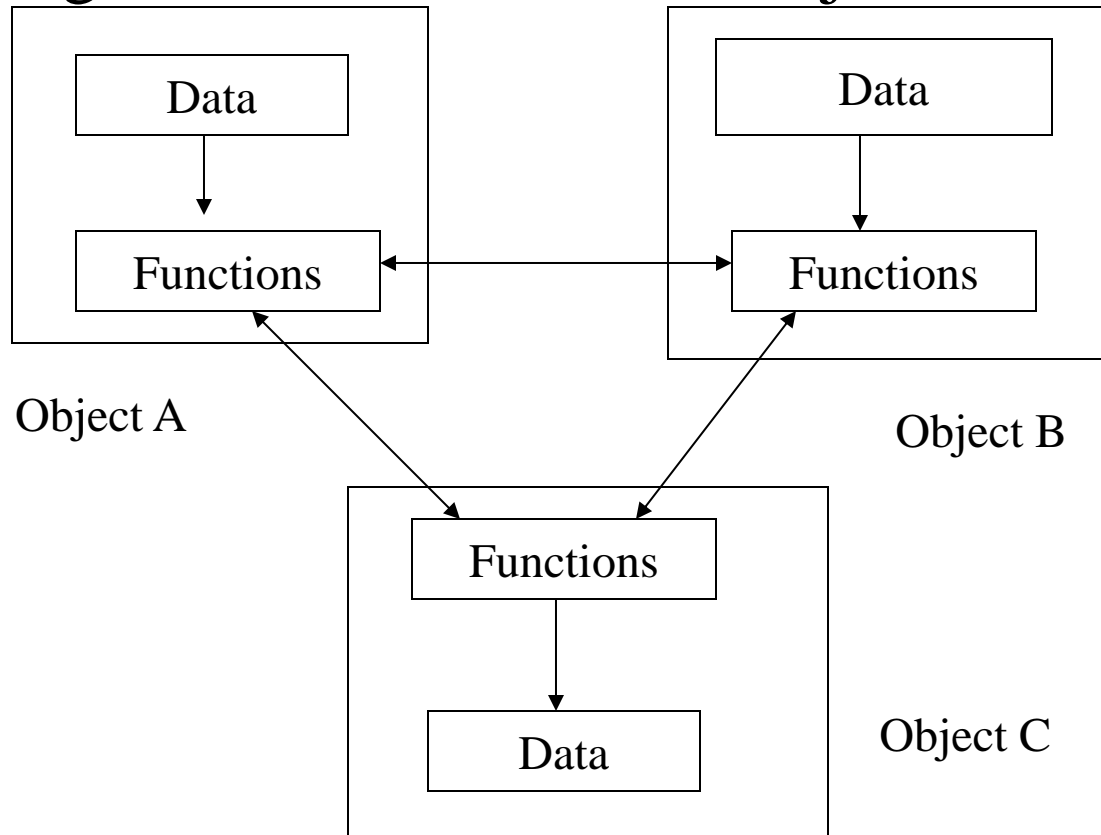 Data
Data
Functions
Functions
Object A
Object B
Functions
Object C
Data